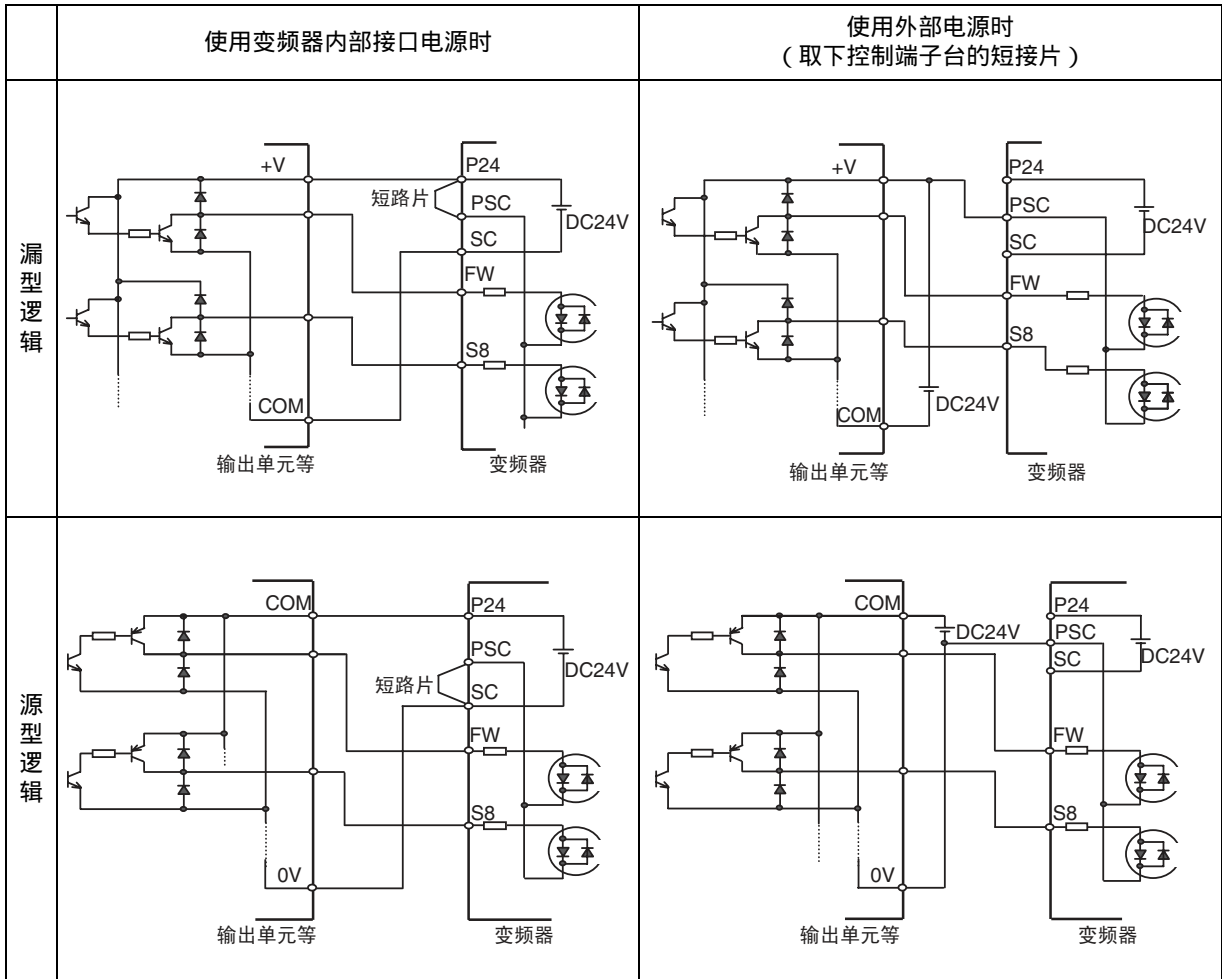 使用变频器内部接口电源时
使用外部电源时
（取下控制端子台的短接片）
漏型逻辑
+V
P24
短路片
PSC
DC24V
SC
FW
S8
COM
输出单元等
变频器
+V
P24
PSC
DC24V
SC
FW
S8
DC24V
COM
输出单元等
变频器
源型逻辑
COM
P24
PSC
DC24V
短路片
SC
FW
S8
0V
输出单元等
变频器
COM
P24
DC24V
PSC
DC24V
SC
FW
S8
0V
输出单元等
变频器